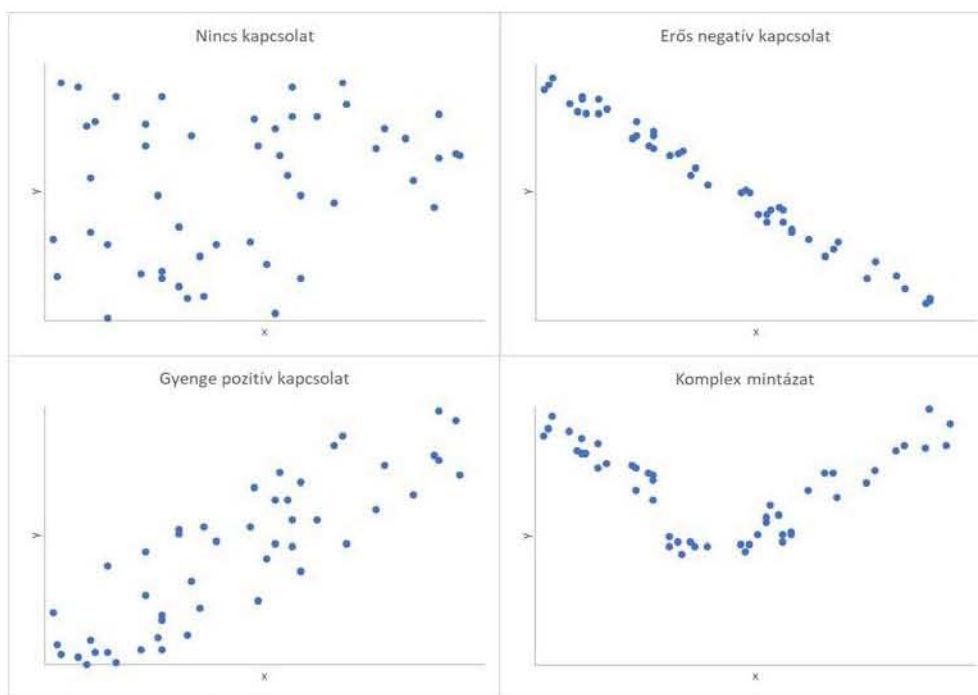 Nincs kapcsolat
Y
x
Erős negatív kapcsolat
Y
x
Gyenge pozitív kapcsolat
Y
x
Komplex mintázat
Y
x